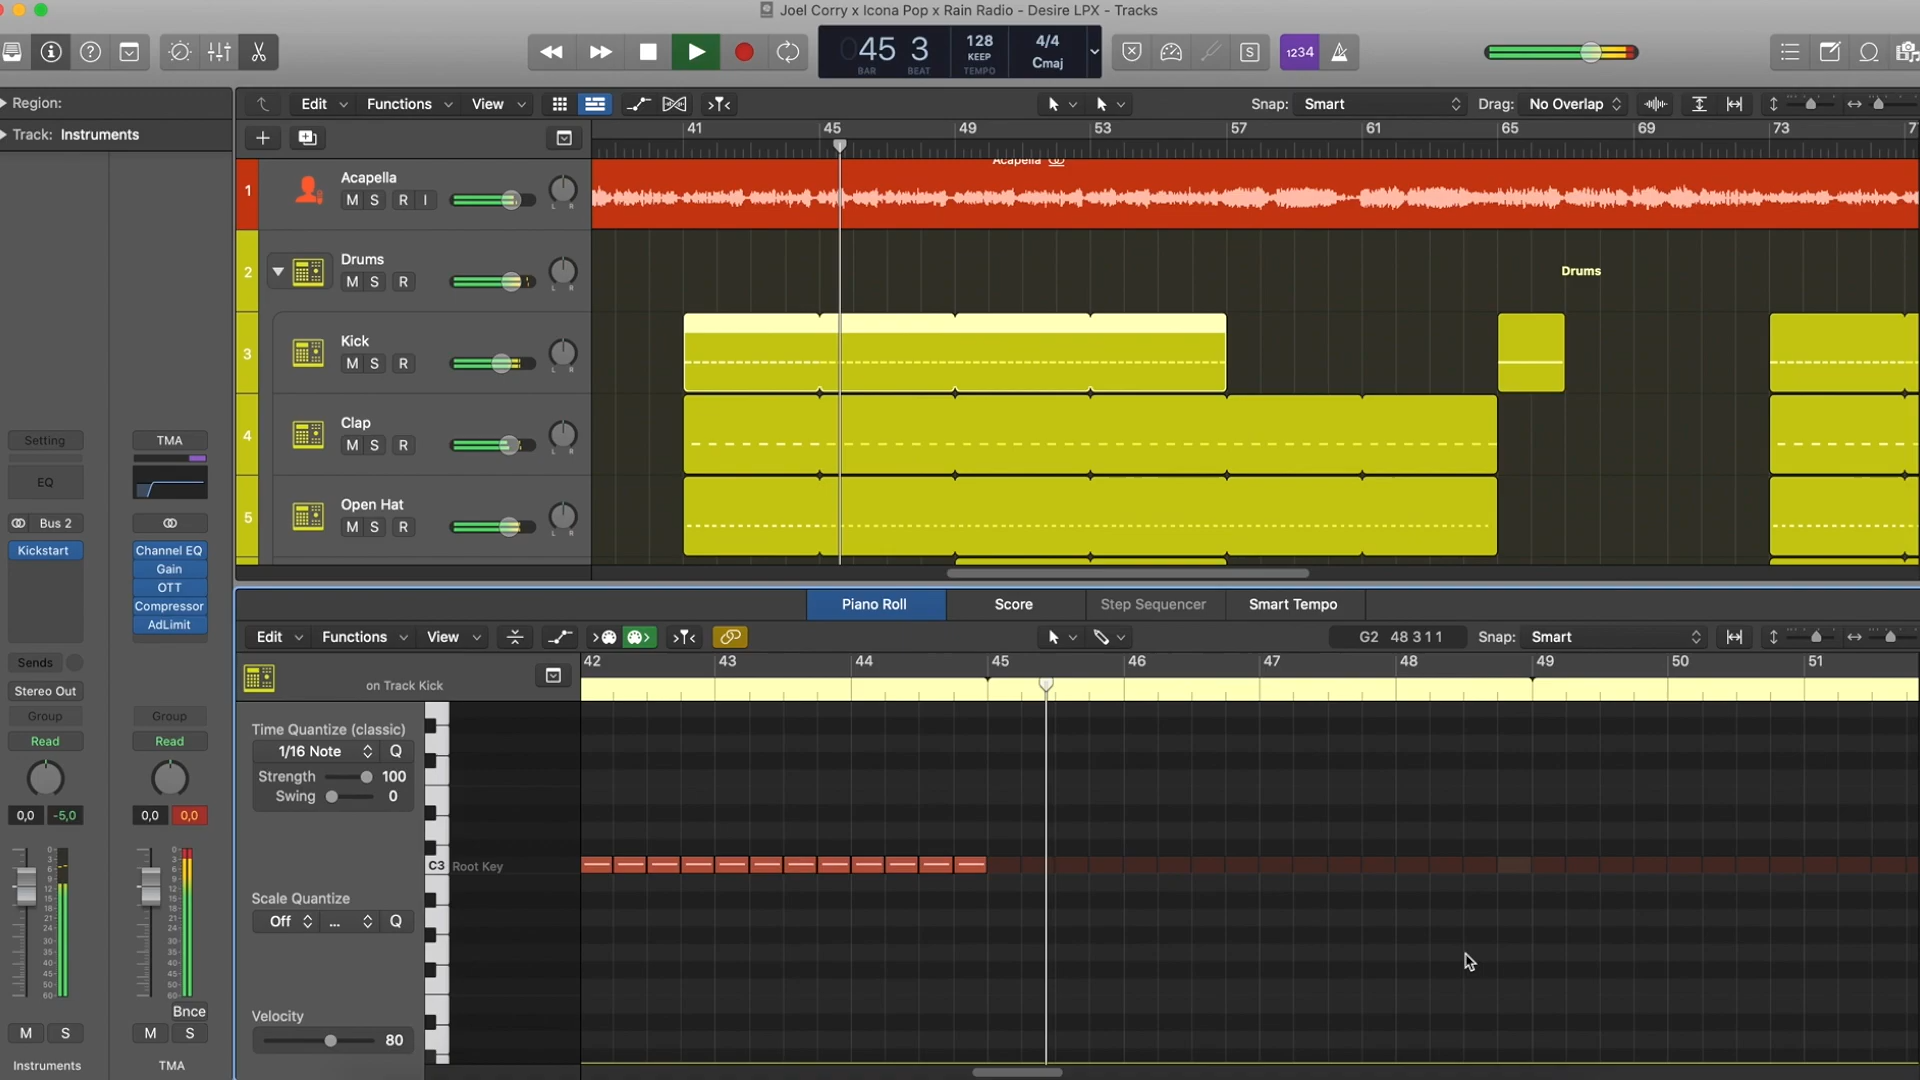 Joel Corry x Icona Pop x Rain Radio - Desire LPX - Tracks
045 3
BAR BEAT
128
KEEP
TEMPO
4/4
Cmaj
S
1234
Region:
Track: Instruments
Edit Functions View
Snap: Smart
Drag: No Overlap
41 45 49 53 57 61 65 69 73 77
Acapella
1 Acapella
M S R I
L R
2 Drums
M S R
L R
Drums
3 Kick
M S R
L R
4 Clap
M S R
L R
5 Open Hat
M S R
L R
Setting
TMA
EQ
Bus 2
Kickstart
Channel EQ
Gain
OTT
Compressor
AdLimit
Sends
Stereo Out
Group Group
Read Read
0,0 -5,0 0,0 0,0
Bnce
M S M S
Instruments TMA
Piano Roll Score Step Sequencer Smart Tempo
Edit Functions View
G2 48 3 1 1
Snap: Smart
on Track Kick
42 43 44 45 46 47 48 49 50 51
Time Quantize (classic)
1/16 Note Q
Strength 100
Swing 0
C3 Root Key
Scale Quantize
Off ... Q
Velocity
80